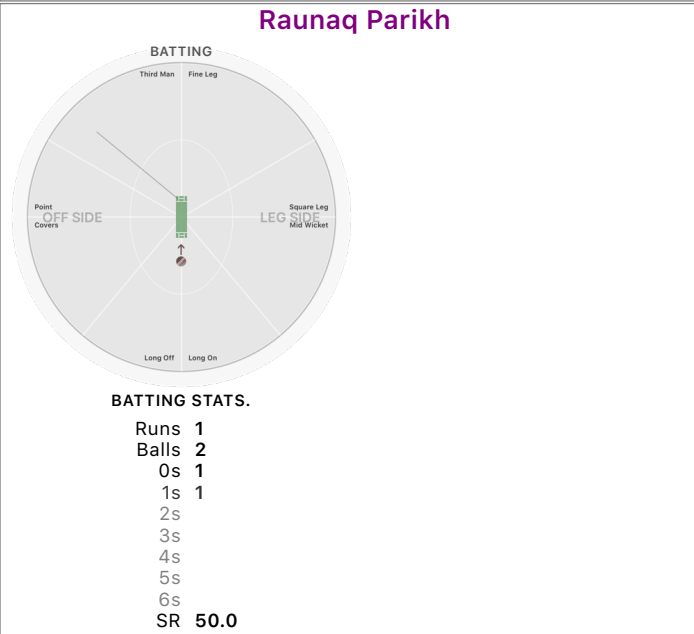 Raunaq Parikh
BATTING
Third Man Fine Leg
Point Square Leg
OFF SIDE LEG SIDE
Covers Mid Wicket
Long Off Long On
BATTING STATS.
Runs 1
Balls 2
0s 1
1s 1
2s
3s
4s
5s
6s
SR 50.0